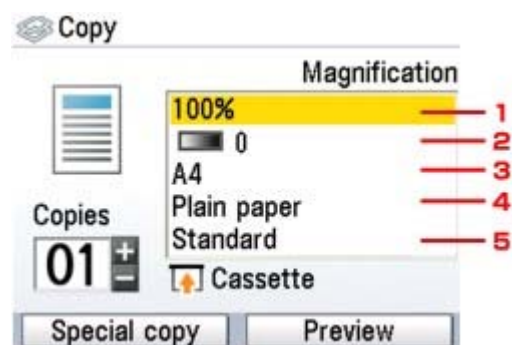 Copy
Magnification
100% 1
0 2
A4 3
Plain paper 4
Standard 5
Copies
01 + -
Cassette
Special copy Preview